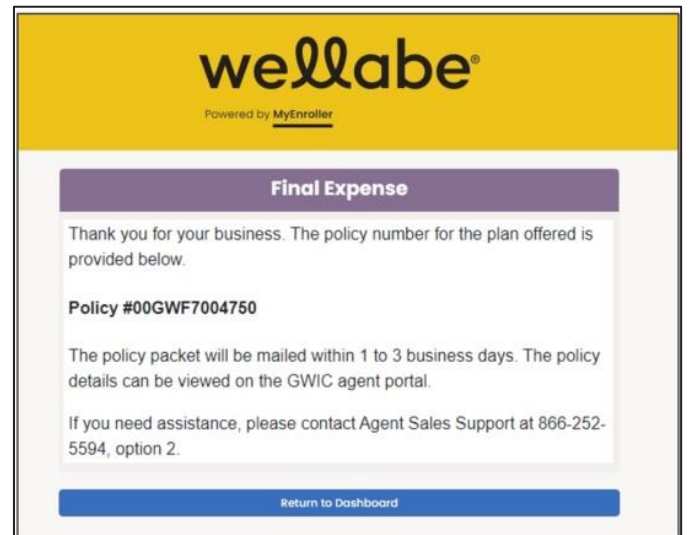 wellabe®
Powered by MyEnroller
Final Expense
Thank you for your business. The policy number for the plan offered is
provided below.
Policy #00GWF7004750
The policy packet will be mailed within 1 to 3 business days. The policy
details can be viewed on the GWIC agent portal.
If you need assistance, please contact Agent Sales Support at 866-252-
5594, option 2.
Return to Dashboard